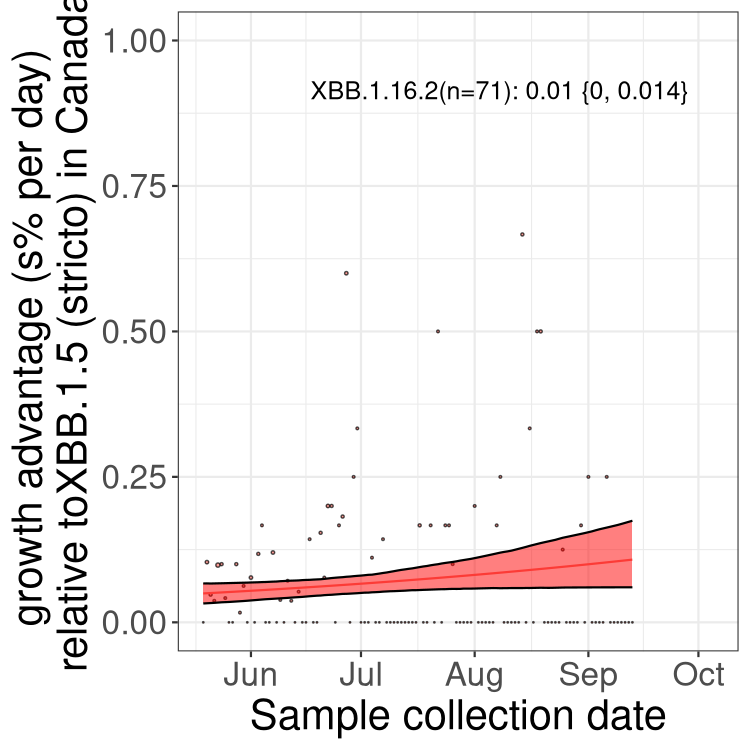 growth advantage (s% per day)
relative toXBB.1.5 (stricto) in Canada
1.00
0.75
0.50
0.25
0.00
XBB.1.16.2(n=71): 0.01 {0, 0.014}
Jun Jul Aug Sep Oct
Sample collection date